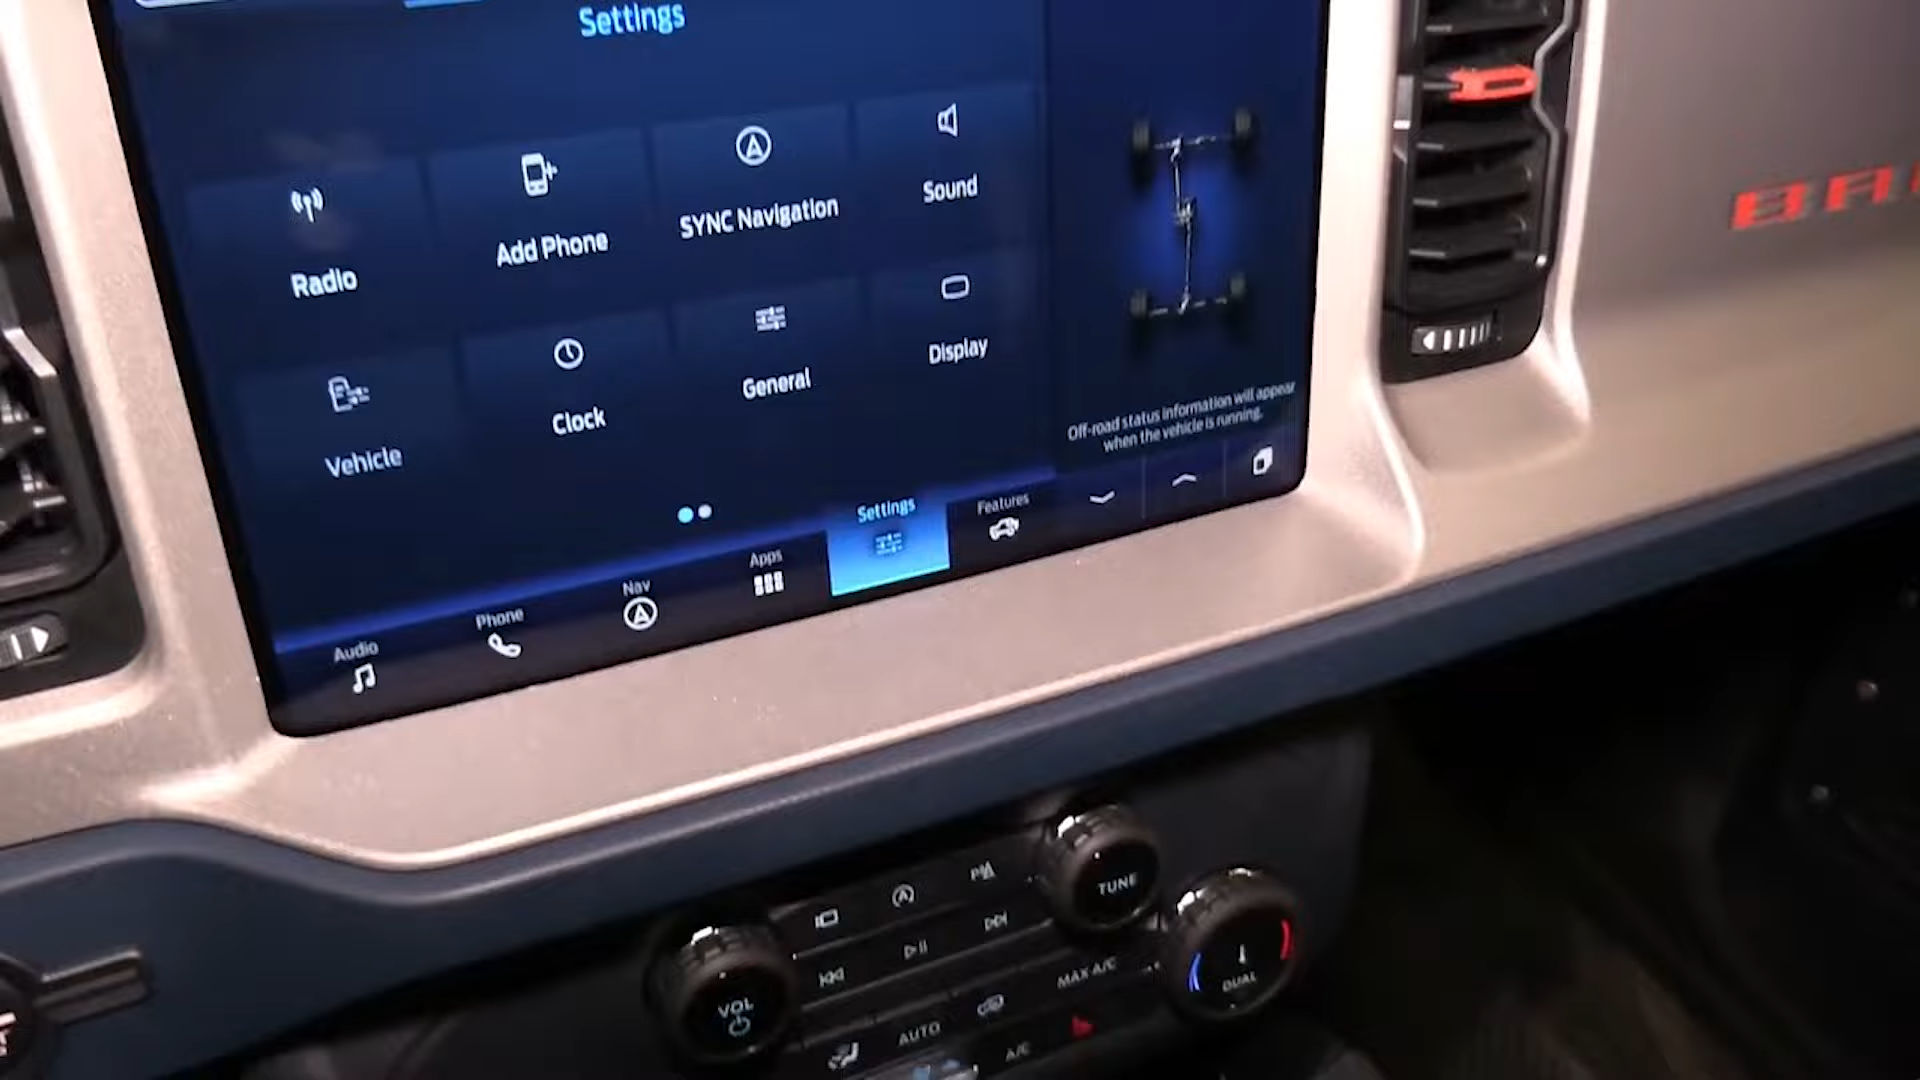 Settings
Radio
Add Phone
SYNC Navigation
Sound
Vehicle
Clock
General
Display
Off-road status information will appear
when the vehicle is running.
Audio
Phone
Nav
Apps
Settings
Features
TUNE
VOL
MAX A/C
DUAL
AUTO
A/C